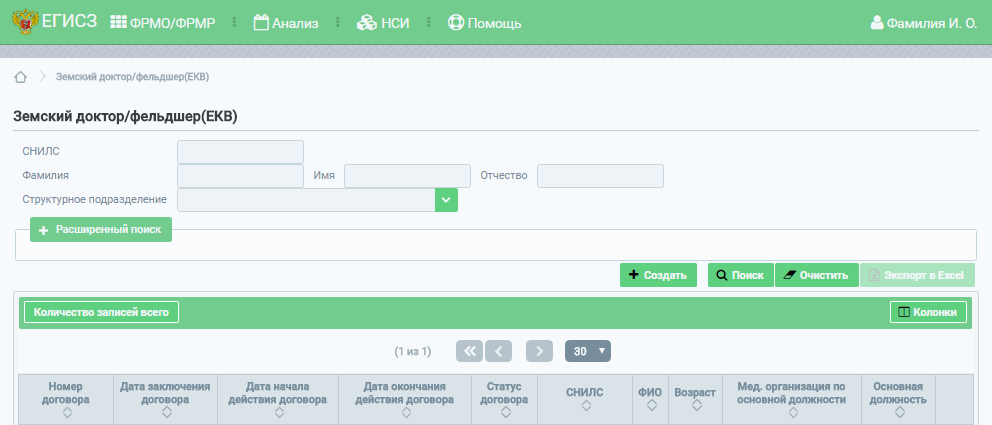 ЕГИСЗ ФРМО/ФРМР Анализ НСИ Помощь Фамилия И. О.
Земский доктор/фельдшер(ЕКВ)
Земский доктор/фельдшер(ЕКВ)
СНИЛС
Фамилия Имя Отчество
Структурное подразделение
Расширенный поиск
Создать Поиск Очистить Экспорт в Excel
Количество записей всего Колонки
(1 из 1) 30
Номер договора Дата заключения договора Дата начала действия договора Дата окончания действия договора Статус договора СНИЛС ФИО Возраст Мед. организация по основной должности Основная должность